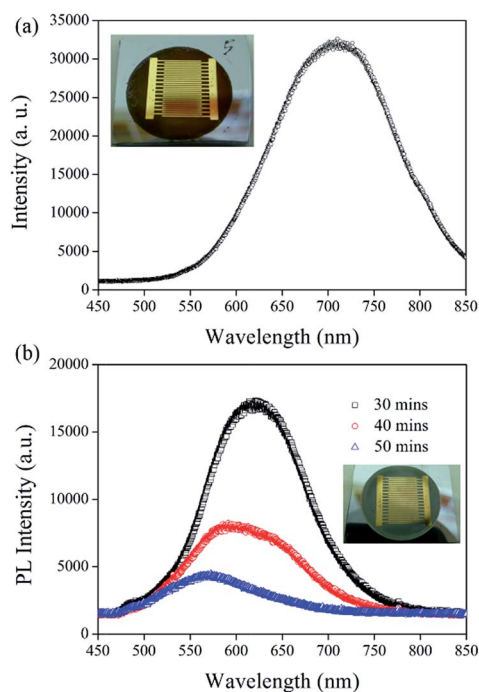 (a)
35000
30000
25000
20000
15000
10000
5000
0
Intensity (a. u.)
5
450 500 550 600 650 700 750 800 850
Wavelength (nm)
(b)
20000
15000
10000
5000
0
PL Intensity (a.u.)
30 mins
40 mins
50 mins
450 500 550 600 650 700 750 800 850
Wavelength (nm)